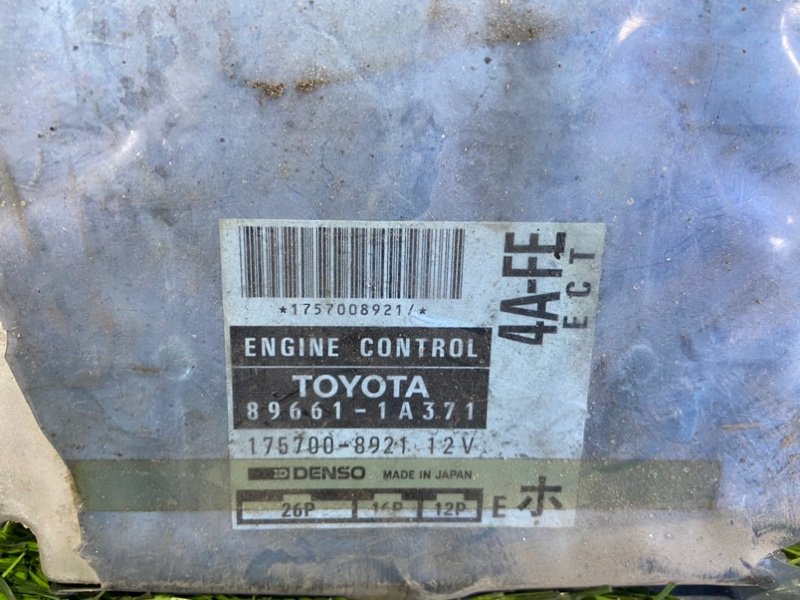 *1757008921/*
4A-FE
ECT
ENGINE CONTROL
TOYOTA
89661-1A371
175700-8921 12V
DENSO MADE IN JAPAN
26P 16P 12P E ホ